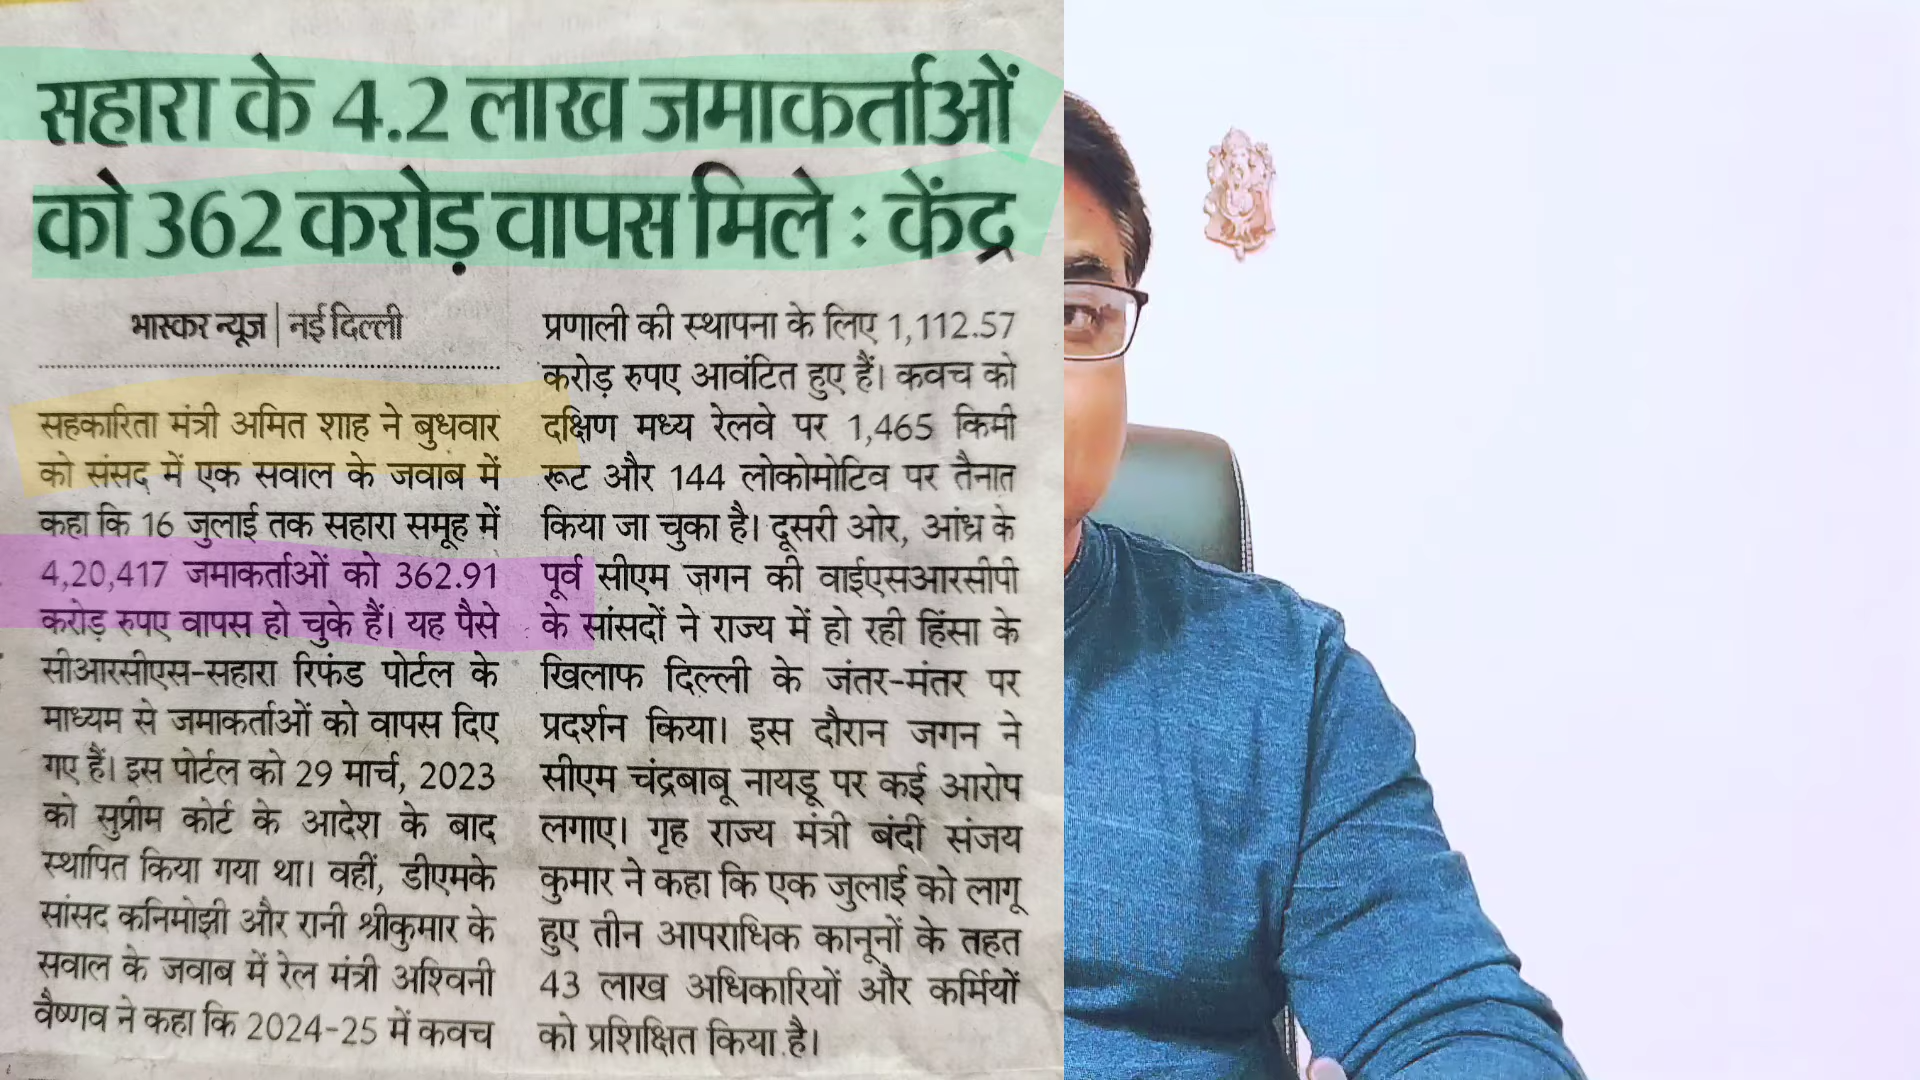 सहारा के 4.2 लाख जमाकर्ताओं
को 362 करोड़ वापस मिले : केंद्र
भास्कर न्यूज | नई दिल्ली
सहकारिता मंत्री अमित शाह ने बुधवार
को संसद में एक सवाल के जवाब में
कहा कि 16 जुलाई तक सहारा समूह में
4,20,417 जमाकर्ताओं को 362.91
करोड़ रुपए वापस हो चुके हैं। यह पैसे
सीआरसीएस-सहारा रिफंड पोर्टल के
माध्यम से जमाकर्ताओं को वापस दिए
गए हैं। इस पोर्टल को 29 मार्च, 2023
को सुप्रीम कोर्ट के आदेश के बाद
स्थापित किया गया था। वहीं, डीएमके
सांसद कनिमोझी और रानी श्रीकुमार के
सवाल के जवाब में रेल मंत्री अश्विनी
वैष्णव ने कहा कि 2024-25 में कवच
प्रणाली की स्थापना के लिए 1,112.57
करोड़ रुपए आवंटित हुए हैं। कवच को
दक्षिण मध्य रेलवे पर 1,465 किमी
रूट और 144 लोकोमोटिव पर तैनात
किया जा चुका है। दूसरी ओर, आंध्र के
पूर्व सीएम जगन की वाईएसआरसीपी
के सांसदों ने राज्य में हो रही हिंसा के
खिलाफ दिल्ली के जंतर-मंतर पर
प्रदर्शन किया। इस दौरान जगन ने
सीएम चंद्रबाबू नायडू पर कई आरोप
लगाए। गृह राज्य मंत्री बंदी संजय
कुमार ने कहा कि एक जुलाई को लागू
हुए तीन आपराधिक कानूनों के तहत
43 लाख अधिकारियों और कर्मियों
को प्रशिक्षित किया है।